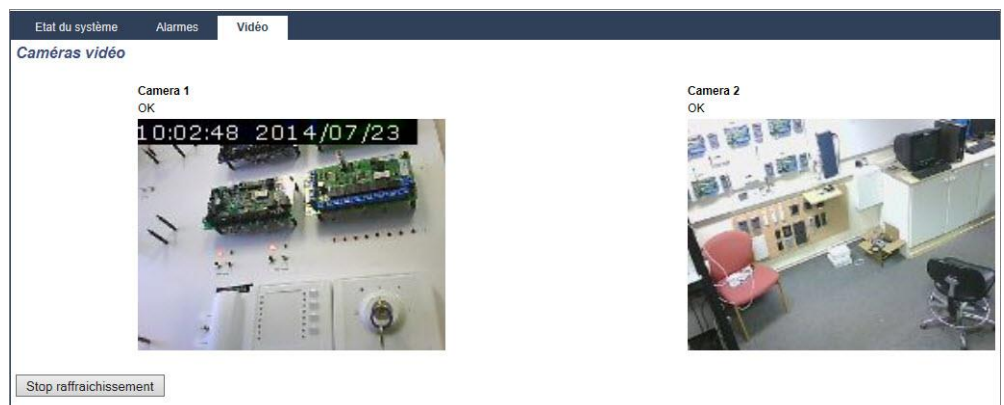 Etat du système Alarmes Vidéo
Caméras vidéo
Camera 1
OK
10:02:48 2014/07/23
Camera 2
OK
Stop raffraichissement